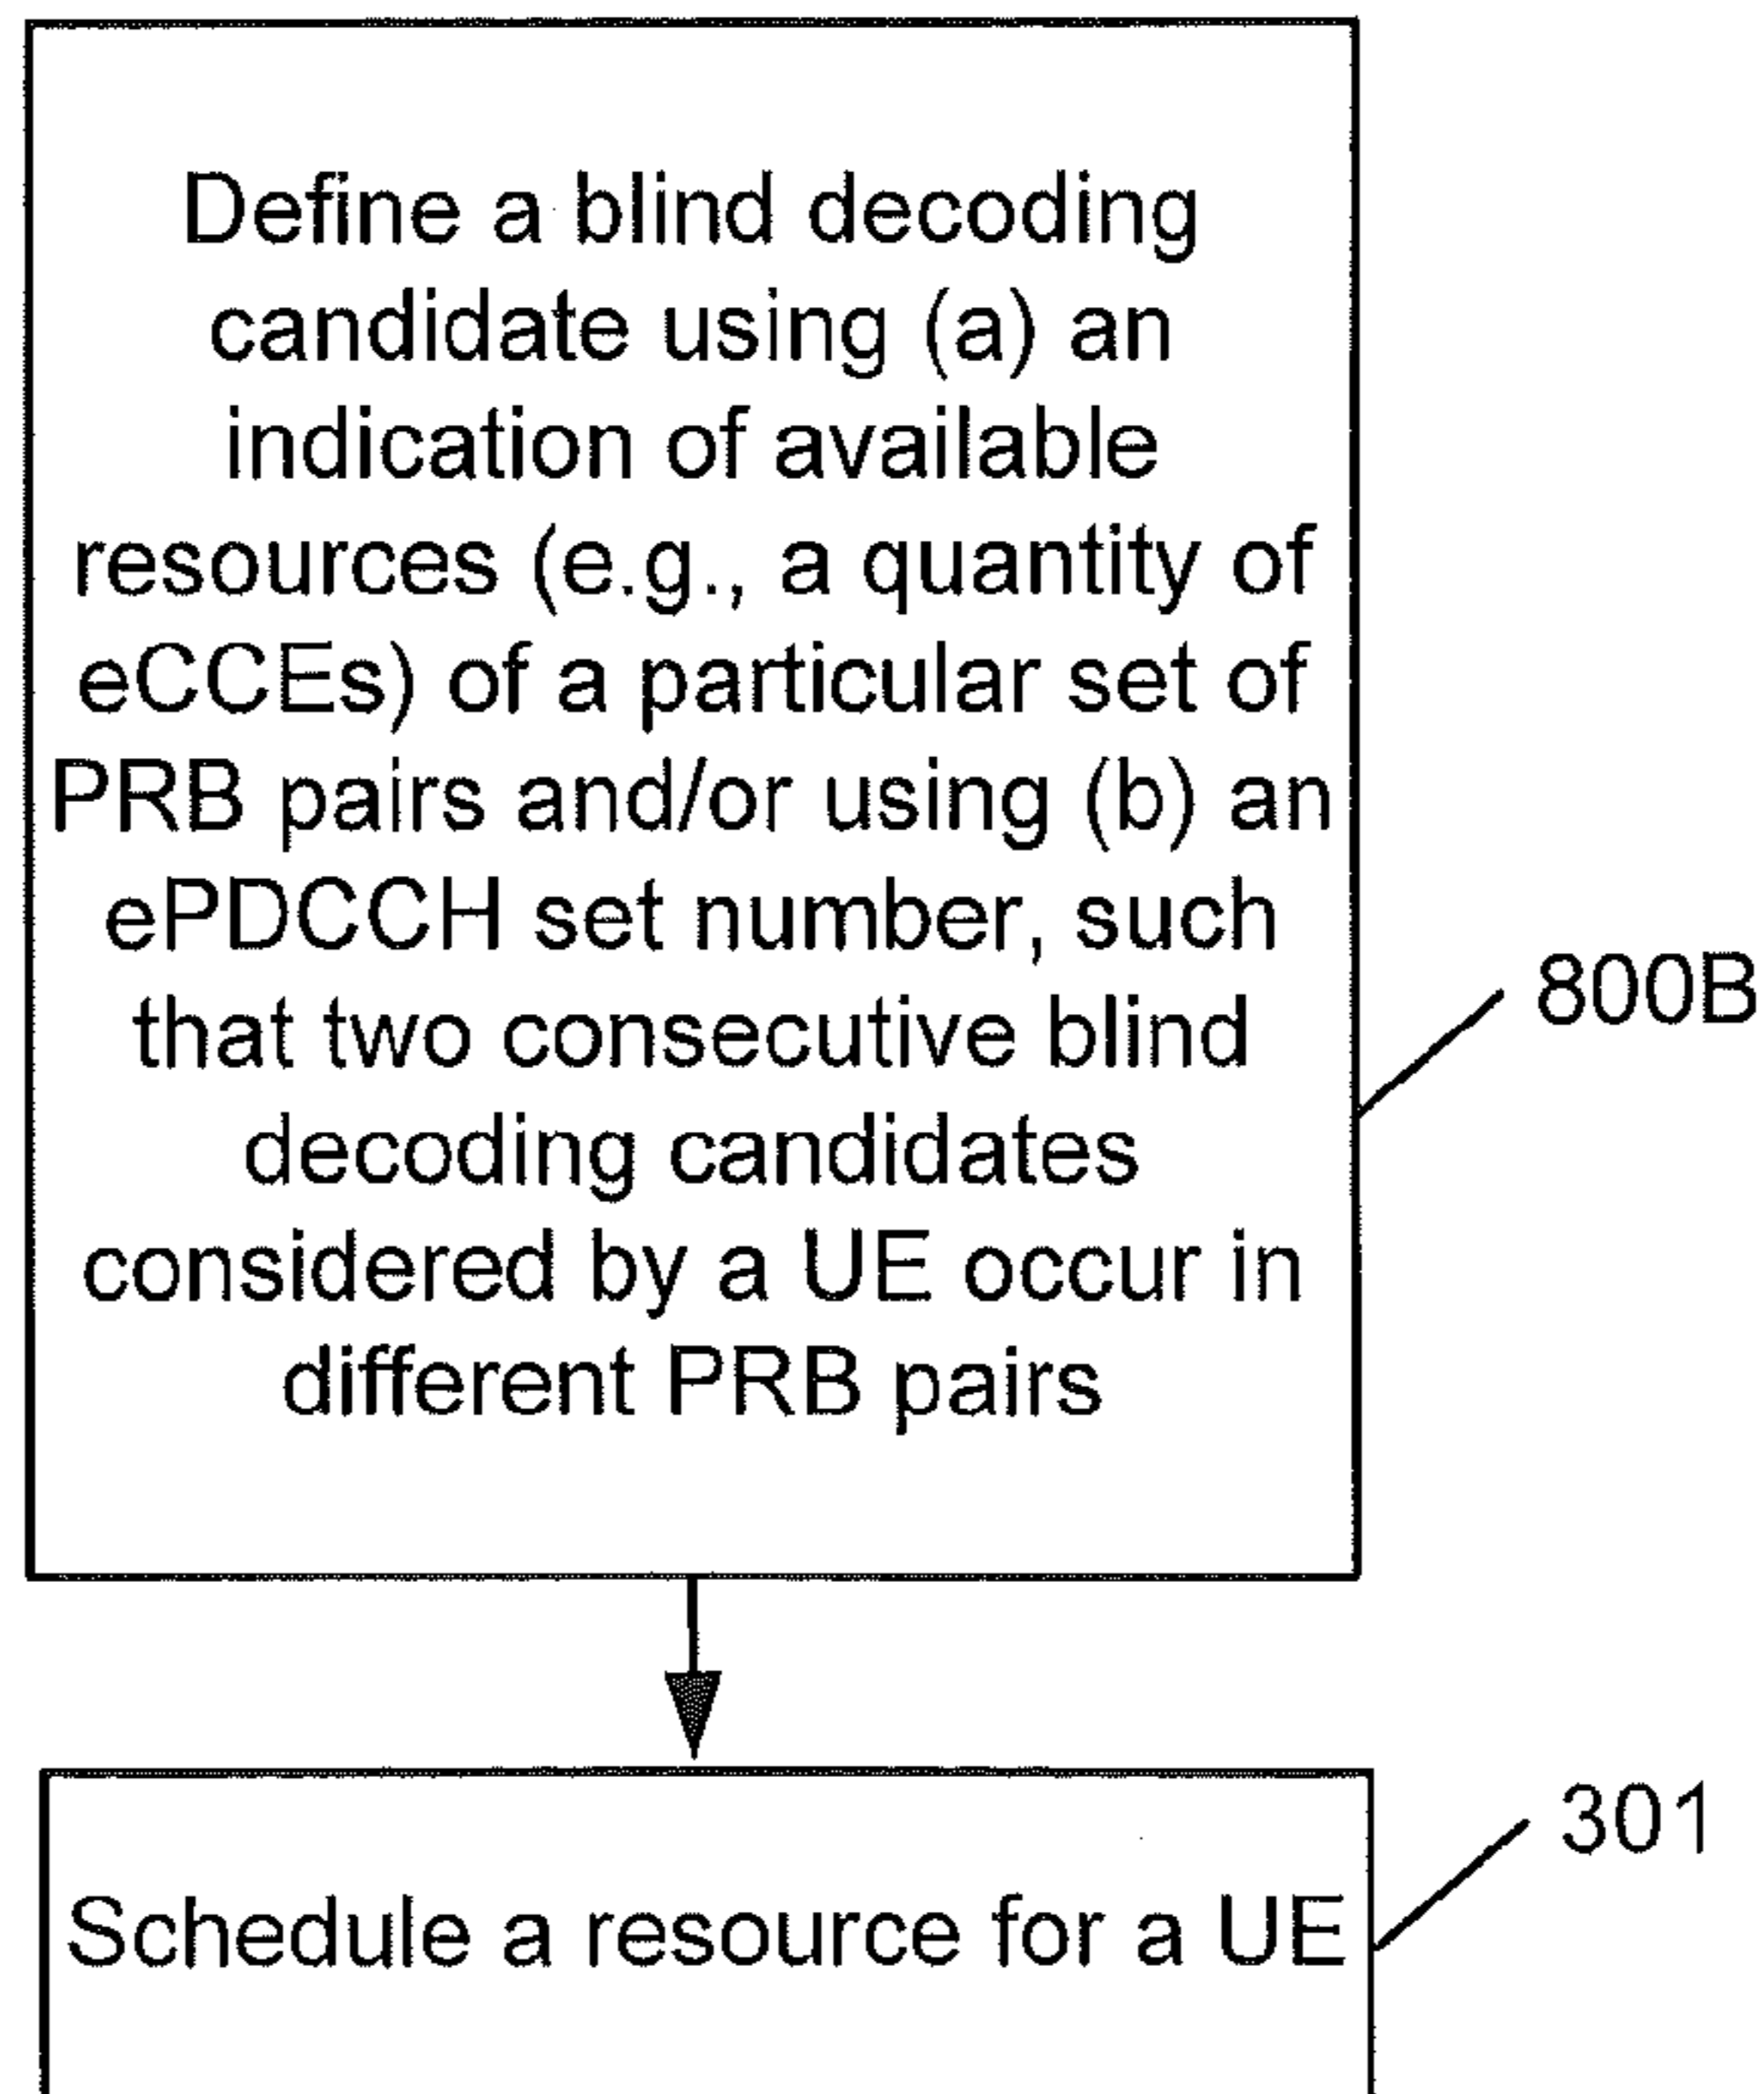 Define a blind decoding
candidate using (a) an
indication of available
resources (e.g., a quantity of
eCCEs) of a particular set of
PRB pairs and/or using (b) an
ePDCCH set number, such
that two consecutive blind
decoding candidates
considered by a UE occur in
different PRB pairs
800B
301
Schedule a resource for a UE